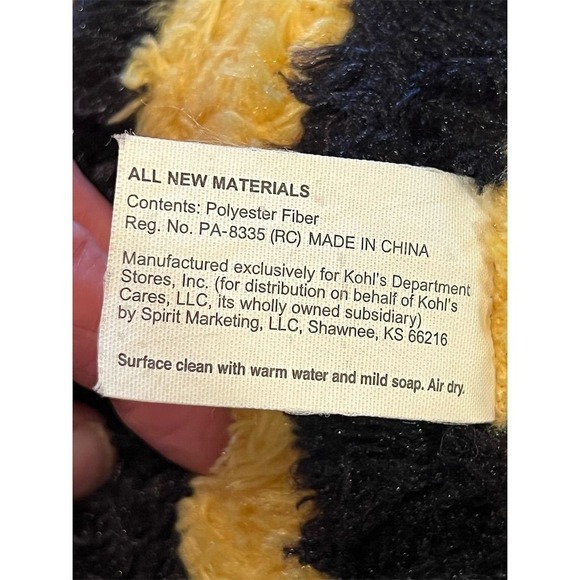 ALL NEW MATERIALS
Contents: Polyester Fiber
Reg. No. PA-8335 (RC) MADE IN CHINA
Manufactured exclusively for Kohl's Department
Stores, Inc. (for distribution on behalf of Kohl's
Cares, LLC, its wholly owned subsidiary)
by Spirit Marketing, LLC, Shawnee, KS 66216
Surface clean with warm water and mild soap. Air dry.